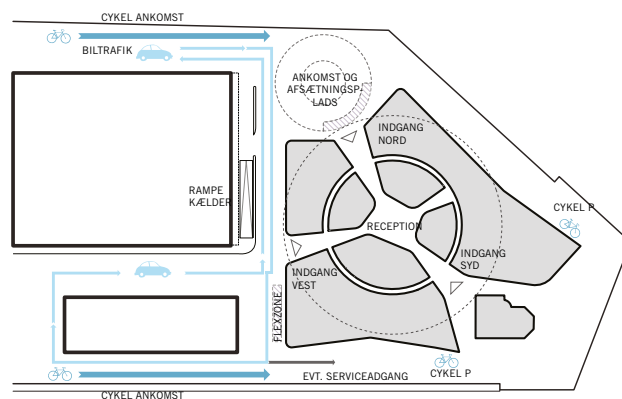 CYKEL ANKOMST
BILTRAFIK
ANKOMST OG
AFSÆTNINGSP-
LADS
INDGANG
NORD
RAMPE
KÆLDER
CYKEL P
RECEPTION
INDGANG
SYD
INDGANG
VEST
FLEXZONE
EVT. SERVICEADGANG
CYKEL P
CYKEL ANKOMST